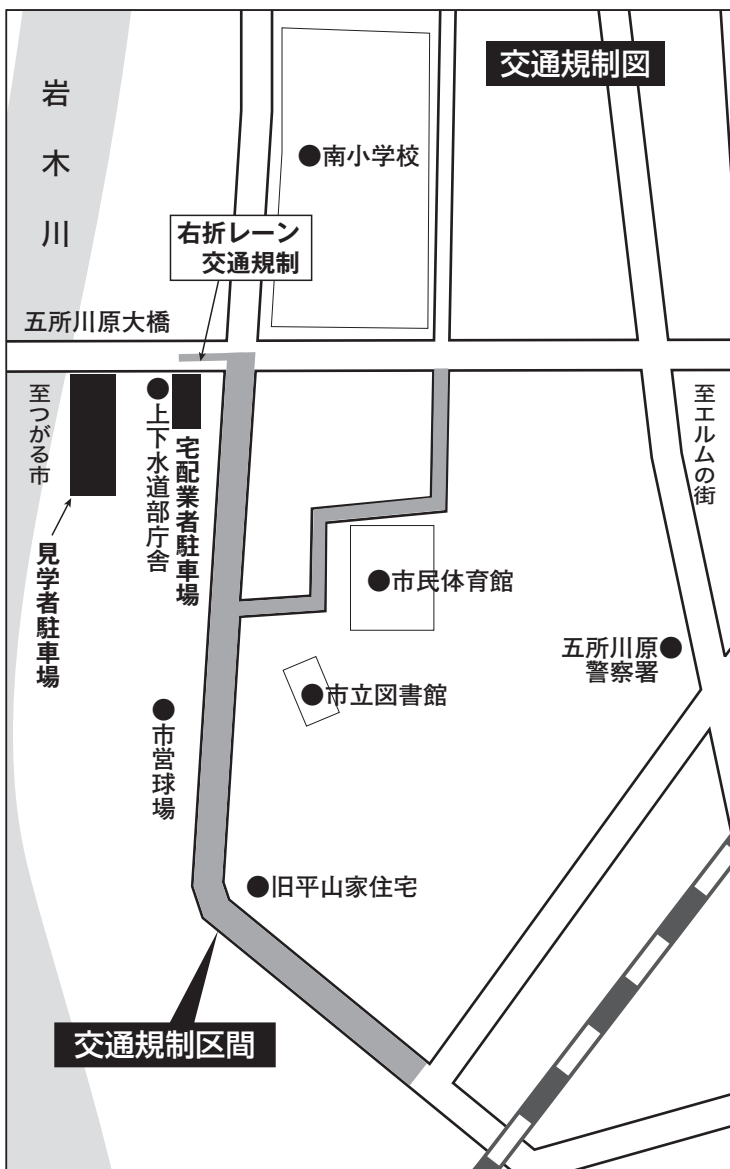 交通規制図
岩木川
南小学校
右折レーン
交通規制
五所川原大橋
至つがる市
上下水道部庁舎
宅配業者駐車場
至エルムの街
見学者駐車場
市民体育館
五所川原
警察署
市立図書館
市営球場
旧平山家住宅
交通規制区間